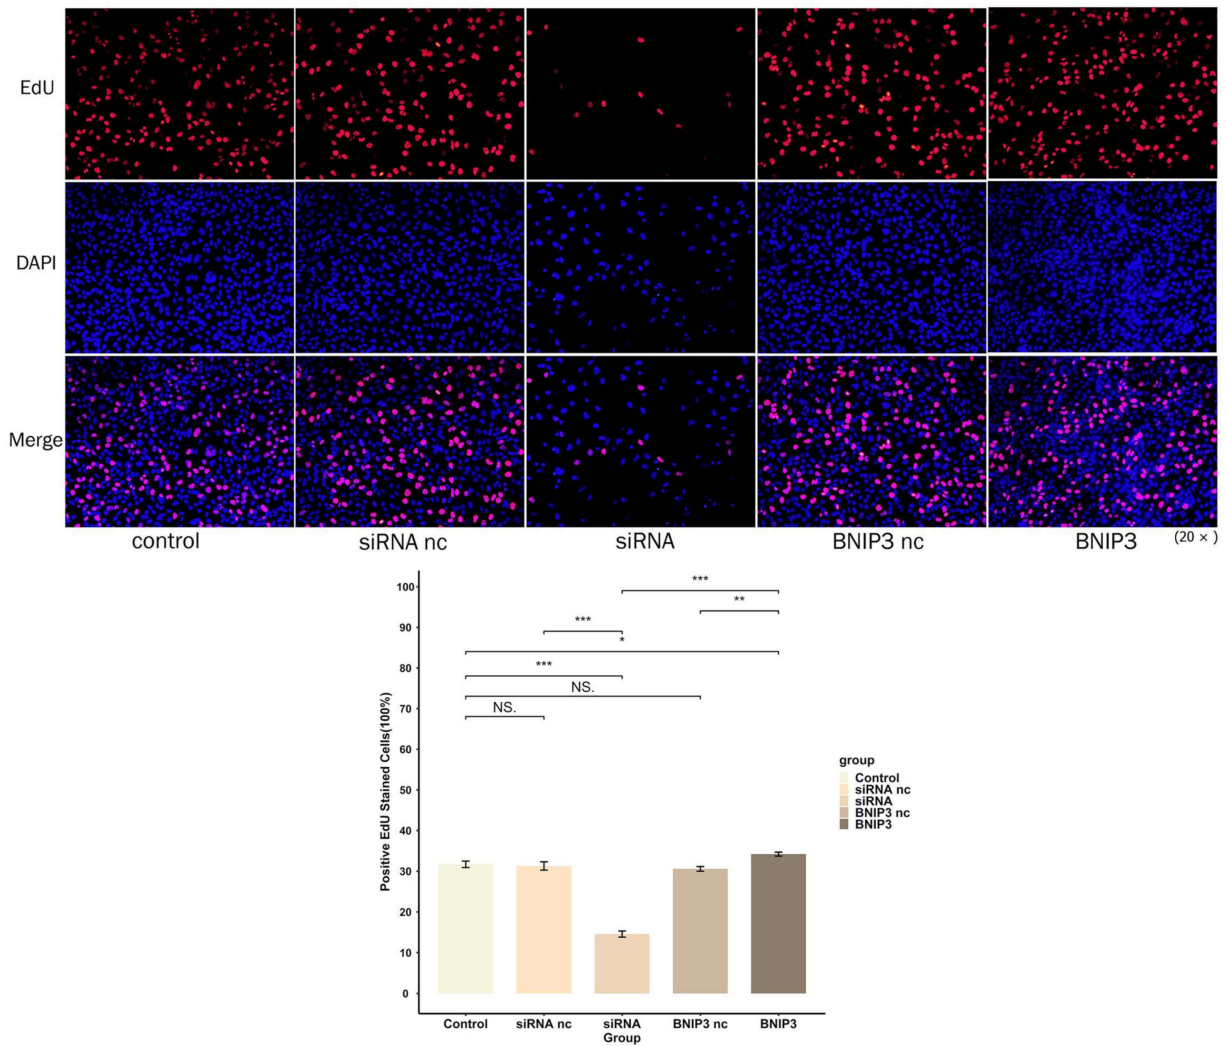 EdU
DAPI
Merge
control siRNA nc siRNA BNIP3 nc BNIP3 (20 × )
Positive EdU Stained Cells(100%)
100
90
80
70
60
50
40
30
20
10
0
***
**
***
*
***
NS.
NS.
Control siRNA nc siRNA BNIP3 nc BNIP3
Group
group
Control
siRNA nc
siRNA
BNIP3 nc
BNIP3